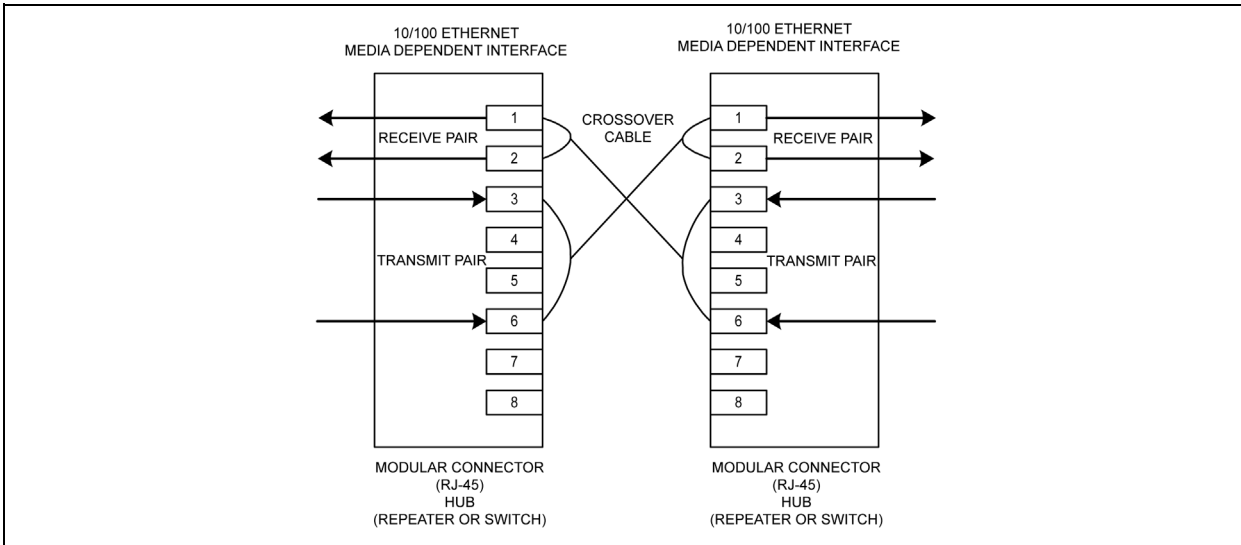 10/100 ETHERNET
MEDIA DEPENDENT INTERFACE
10/100 ETHERNET
MEDIA DEPENDENT INTERFACE
1
RECEIVE PAIR
2
3
4
TRANSMIT PAIR
5
6
7
8
CROSSOVER
CABLE
1
RECEIVE PAIR
2
3
4
TRANSMIT PAIR
5
6
7
8
MODULAR CONNECTOR
(RJ-45)
HUB
(REPEATER OR SWITCH)
MODULAR CONNECTOR
(RJ-45)
HUB
(REPEATER OR SWITCH)